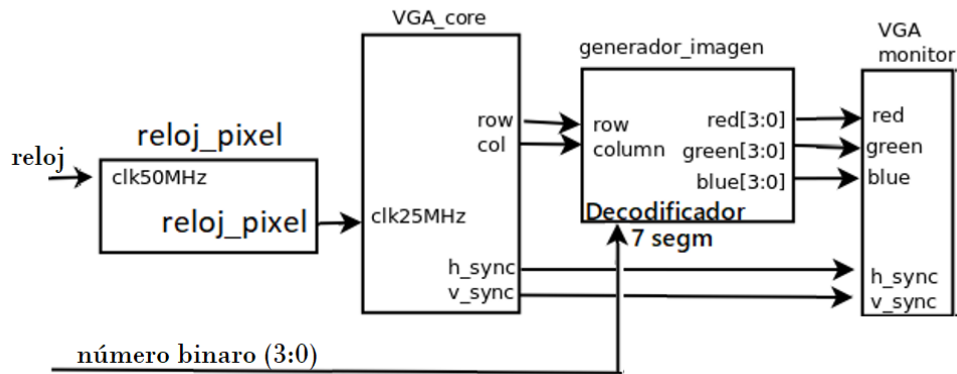 VGA_core
VGA
monitor
generador_imagen
reloj_pixel
reloj
clk50MHz
reloj_pixel
row
col
clk25MHz
h_sync
v_sync
row
column
red[3:0]
green[3:0]
blue[3:0]
Decodificador
7 segm
red
green
blue
h_sync
v_sync
número binaro (3:0)